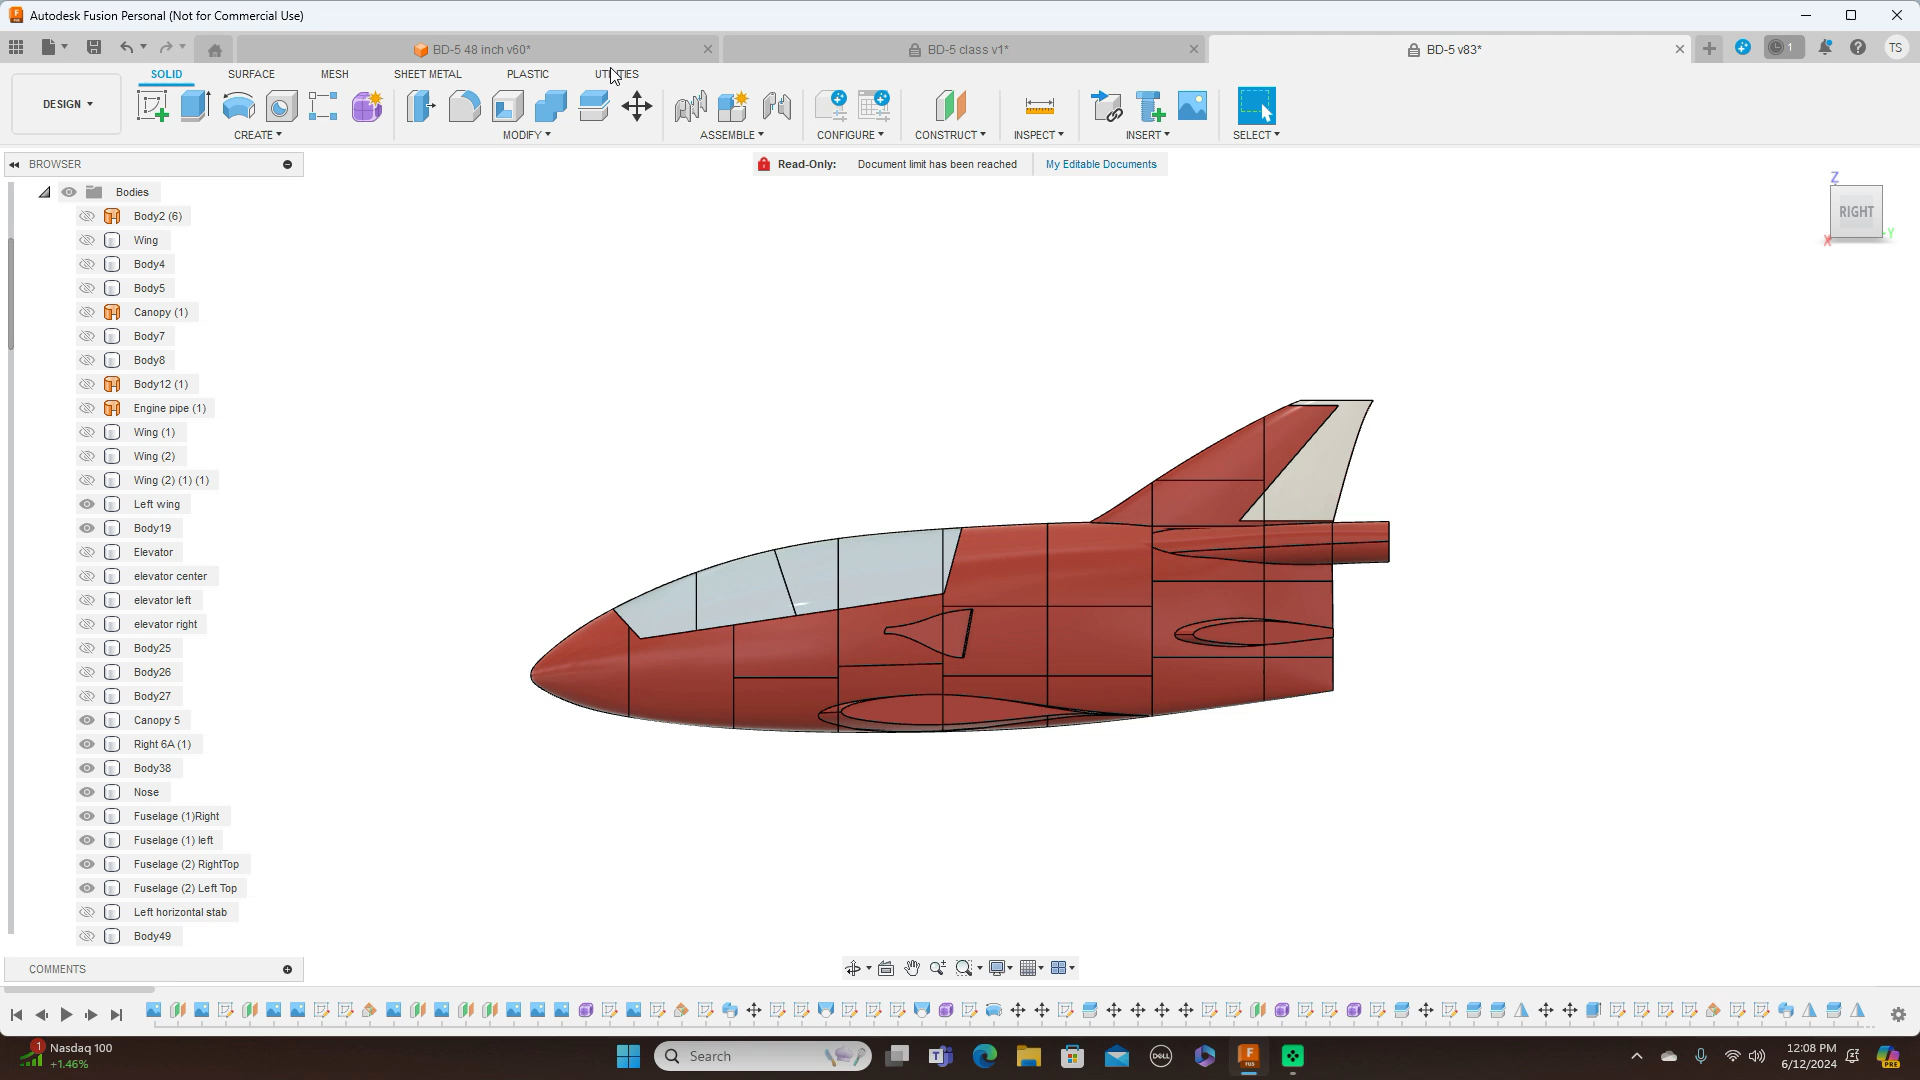 Autodesk Fusion Personal (Not for Commercial Use)
BD-5 48 inch v60*
BD-5 class v1*
BD-5 v83*
1
TS
DESIGN
SOLID
SURFACE
MESH
SHEET METAL
PLASTIC
UTILITIES
CREATE
MODIFY
ASSEMBLE
CONFIGURE
CONSTRUCT
INSPECT
INSERT
SELECT
BROWSER
Read-Only: Document limit has been reached My Editable Documents
Z
RIGHT
X
-Y
Bodies
Body2 (6)
Wing
Body4
Body5
Canopy (1)
Body7
Body8
Body12 (1)
Engine pipe (1)
Wing (1)
Wing (2)
Wing (2) (1) (1)
Left wing
Body19
Elevator
elevator center
elevator left
elevator right
Body25
Body26
Body27
Canopy 5
Right 6A (1)
Body38
Nose
Fuselage (1)Right
Fuselage (1) left
Fuselage (2) RightTop
Fuselage (2) Left Top
Left horizontal stab
Body49
COMMENTS
1
Nasdaq 100
+1.46%
Search
DELL
F
FUS
12:08 PM
6/12/2024
PRE